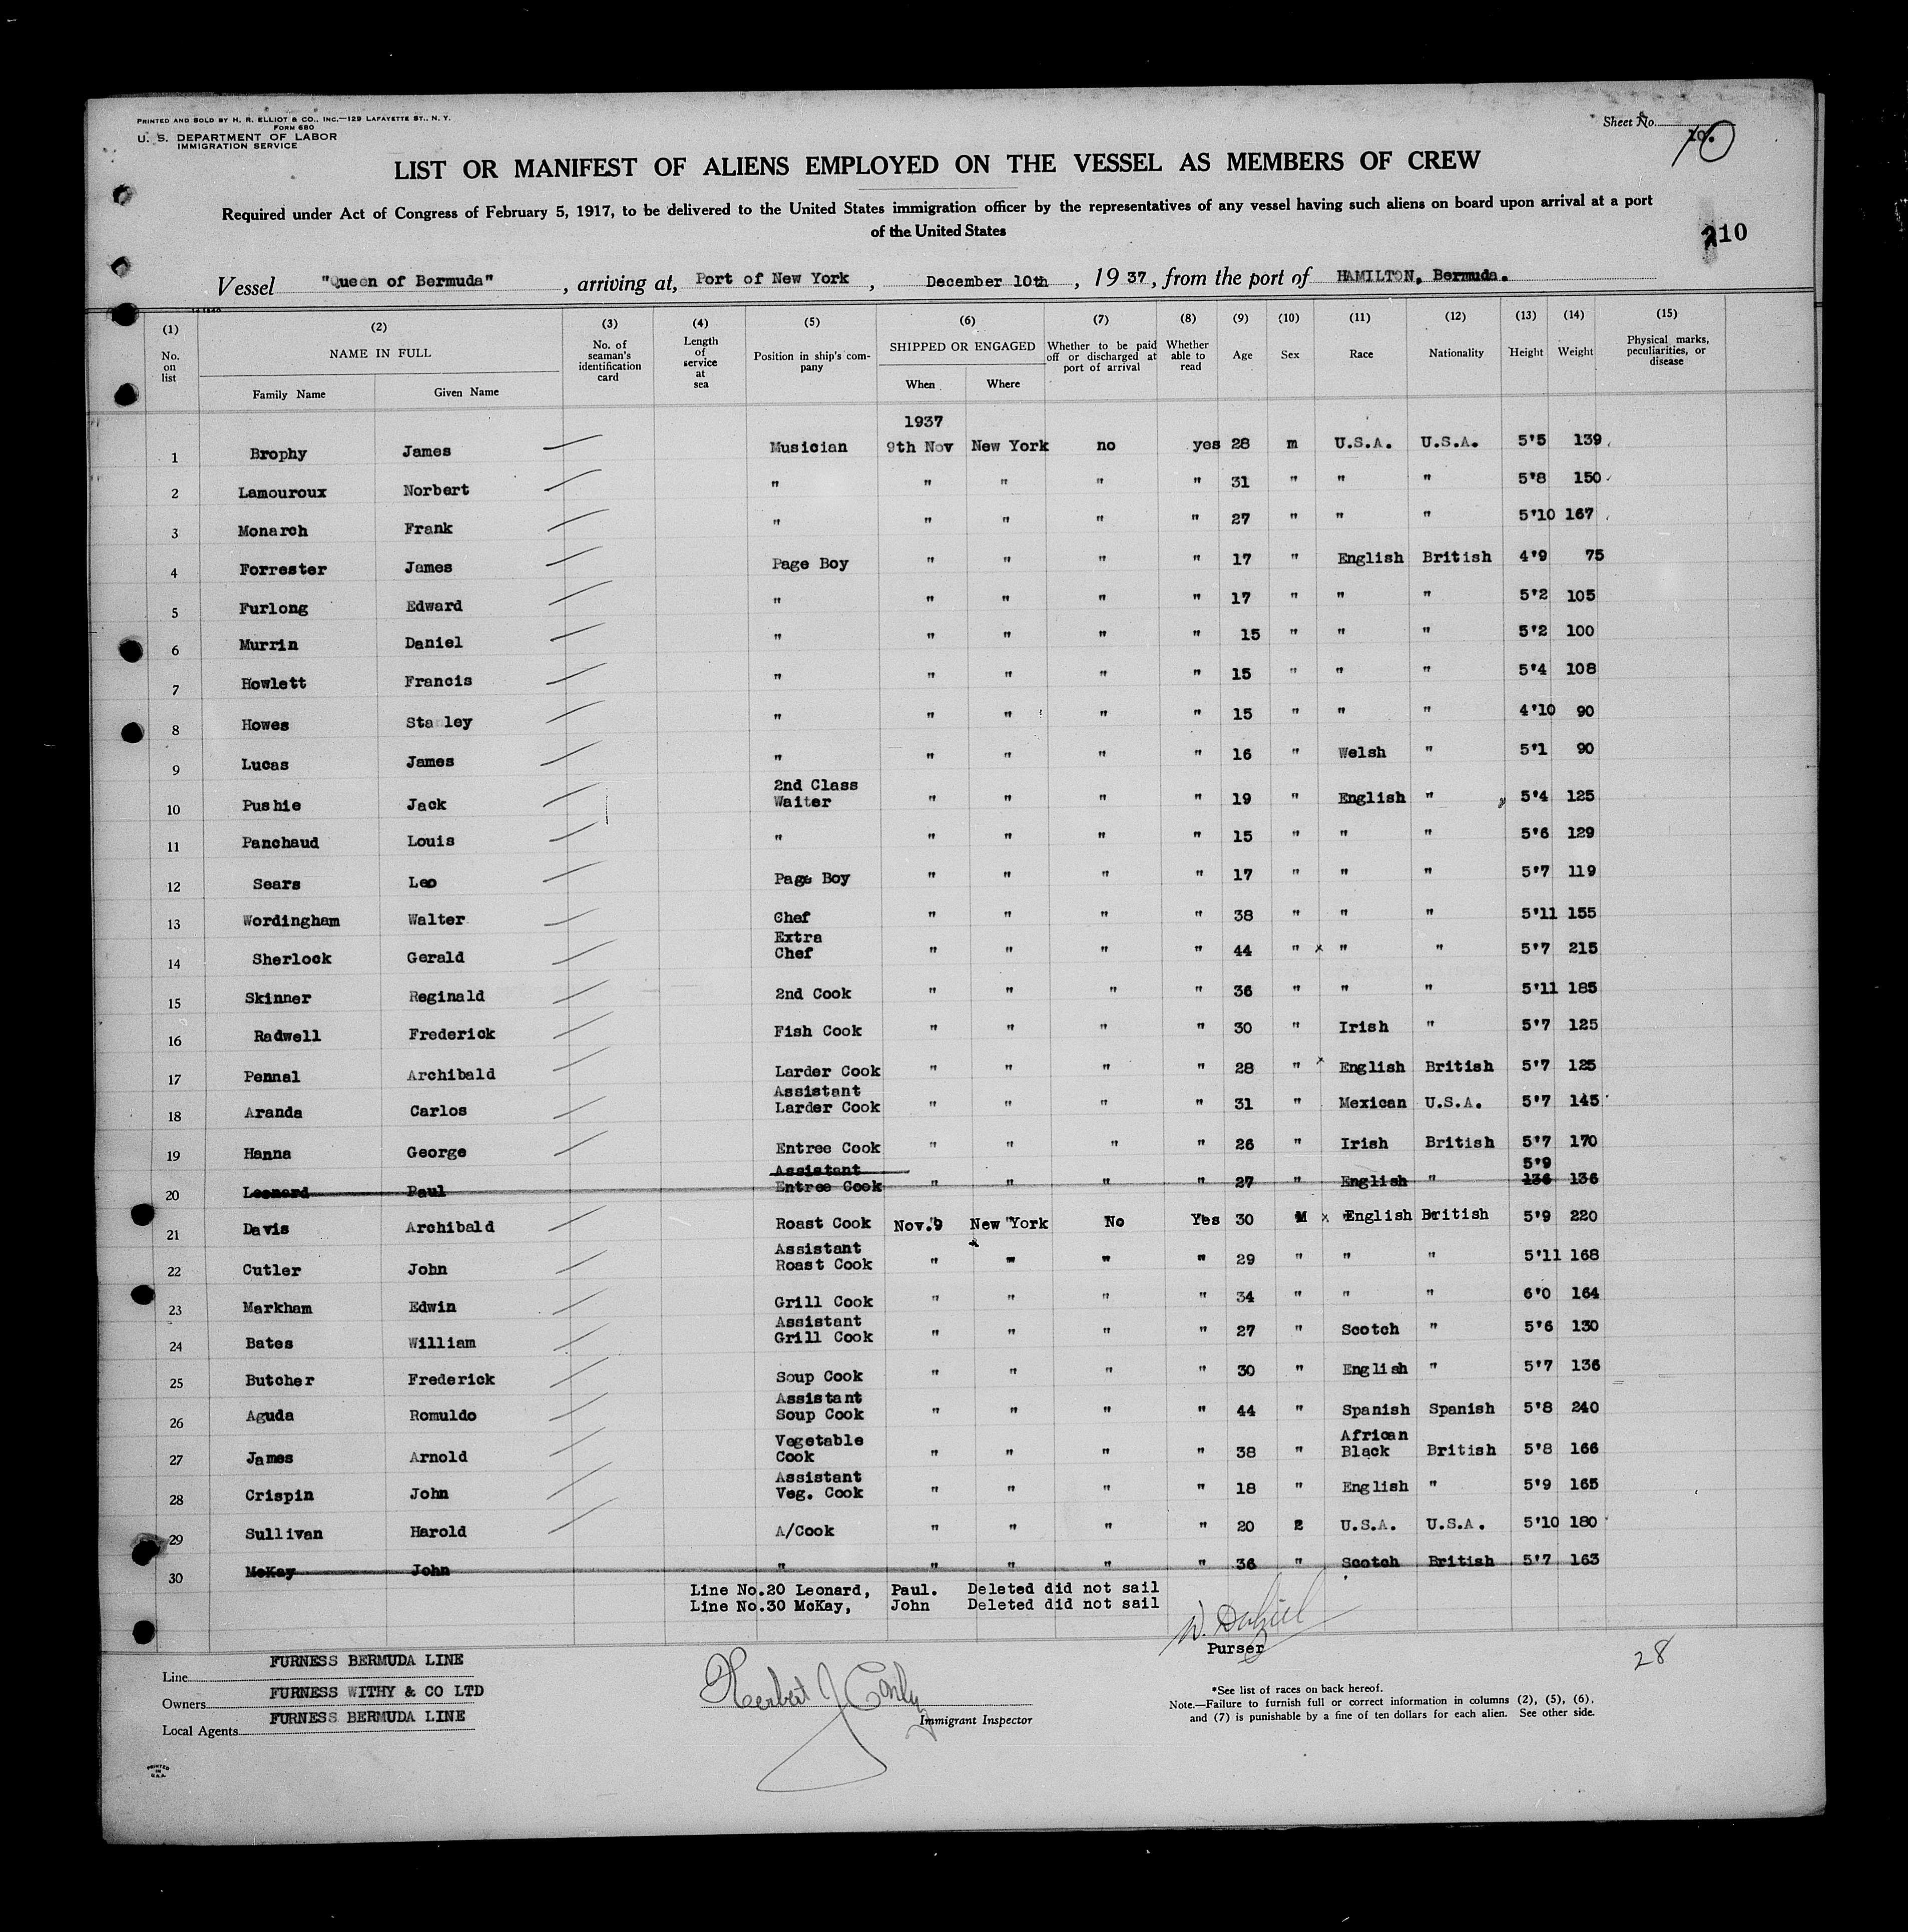 PRINTED AND SOLD BY H. R. ELLIOT & CO., INC.—129 LAFAYETTE ST., N. Y.
FORM 680
U. S. DEPARTMENT OF LABOR
IMMIGRATION SERVICE
Sheet No.
10
LIST OR MANIFEST OF ALIENS EMPLOYED ON THE VESSEL AS MEMBERS OF CREW
Required under Act of Congress of February 5, 1917, to be delivered to the United States immigration officer by the representatives of any vessel having such aliens on board upon arrival at a port
of the United States
210
Vessel "Queen of Bermuda", arriving at, Port of New York, December 10th, 1937, from the port of HAMILTON, Bermuda.
(1) (2) (3) (4) (5) (6) (7) (8) (9) (10) (11) (12) (13) (14) (15)
No. on list NAME IN FULL Family Name Given Name No. of seaman's identification card Length of service at sea Position in ship's company SHIPPED OR ENGAGED When Where Whether to be paid off or discharged at port of arrival Whether able to read Age Sex Race Nationality Height Weight Physical marks, peculiarities, or disease
1937
1 Brophy James Musician 9th Nov New York no yes 28 m U.S.A. U.S.A. 5'5 139
2 Lamouroux Norbert " " " " " 31 " " " 5'8 150
3 Monarch Frank " " " " " 27 " " " 5'10 167
4 Forrester James Page Boy " " " " 17 " English British 4'9 75
5 Furlong Edward " " " " " 17 " " " 5'2 105
6 Murrin Daniel " " " " " 15 " " " 5'2 100
7 Howlett Francis " " " " " 15 " " " 5'4 108
8 Howes Stanley " " " " " 15 " " " 4'10 90
9 Lucas James " " " " " 16 " Welsh " 5'1 90
10 Pushie Jack 2nd Class Waiter " " " " 19 " English " 5'4 125
11 Panchaud Louis " " " " " 15 " " " 5'6 129
12 Sears Leo Page Boy " " " " 17 " " " 5'7 119
13 Wordingham Walter Chef " " " " 38 " " " 5'11 155
14 Sherlock Gerald Extra Chef " " " " 44 " x " " 5'7 215
15 Skinner Reginald 2nd Cook " " " " 36 " " " 5'11 185
16 Radwell Frederick Fish Cook " " " " 30 " Irish " 5'7 125
17 Pennal Archibald Larder Cook " " " " 28 " x English British 5'7 125
18 Aranda Carlos Assistant Larder Cook " " " " 31 " Mexican U.S.A. 5'7 145
19 Hanna George Entree Cook " " " " 26 " Irish British 5'7 170
20 Leonard Paul Assistant Entree Cook " " " " 27 " English " 5'9 136 136
21 Davis Archibald Roast Cook Nov.9 New York No Yes 30 M x English British 5'9 220
22 Cutler John Assistant Roast Cook " " " " 29 " " " 5'11 168
23 Markham Edwin Grill Cook " " " " 34 " " " 6'0 164
24 Bates William Assistant Grill Cook " " " " 27 " Scotch " 5'6 130
25 Butcher Frederick Soup Cook " " " " 30 " English " 5'7 136
26 Aguda Romuldo Assistant Soup Cook " " " " 44 " Spanish Spanish 5'8 240
27 James Arnold Vegetable Cook " " " " 38 " African Black British 5'8 166
28 Crispin John Assistant Veg. Cook " " " " 18 " English " 5'9 165
29 Sullivan Harold A/Cook " " " " 20 2 U.S.A. U.S.A. 5'10 180
30 McKay John " " " " " 36 " Scotch British 5'7 163
Line No.20 Leonard, Paul. Deleted did not sail
Line No.30 McKay, John Deleted did not sail
Purser
28
Line FURNESS BERMUDA LINE
Owners FURNESS WITHY & CO LTD
Local Agents FURNESS BERMUDA LINE
Herbert J
Immigrant Inspector
*See list of races on back hereof.
Note.—Failure to furnish full or correct information in columns (2), (5), (6),
and (7) is punishable by a fine of ten dollars for each alien. See other side.
PRINTED
IN
U.S.A.